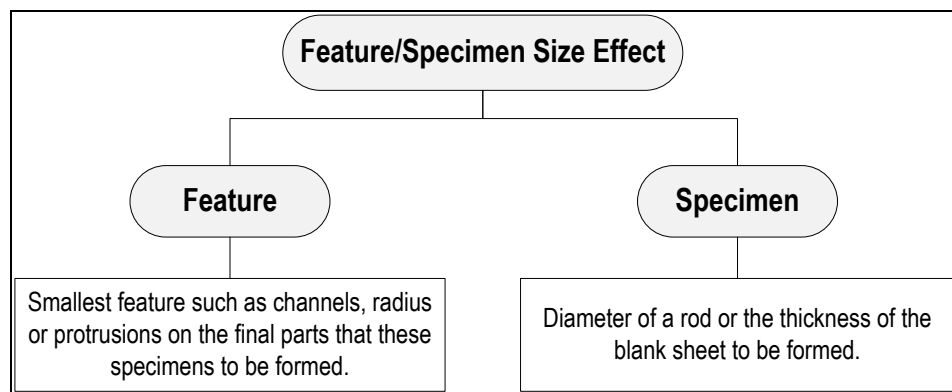 Feature/Specimen Size Effect
Feature
Specimen
Smallest feature such as channels, radius
or protrusions on the final parts that these
specimens to be formed.
Diameter of a rod or the thickness of the
blank sheet to be formed.